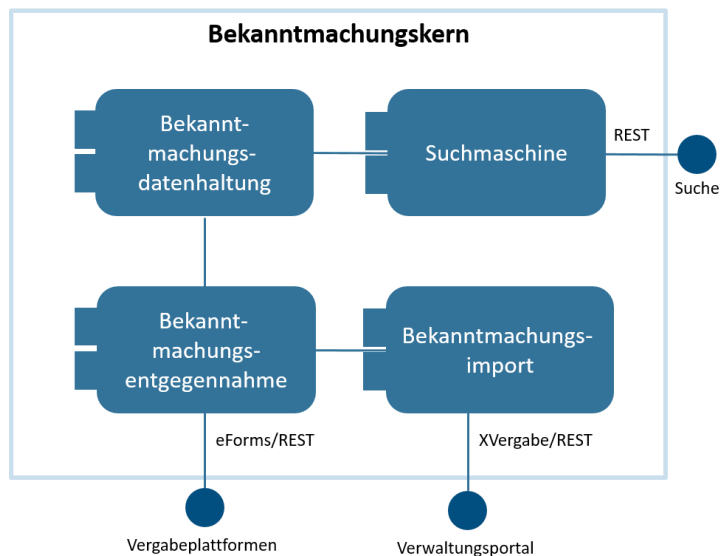 Bekanntmachungskern
Bekannt-
machungs-
datenhaltung
Suchmaschine
REST
Suche
Bekannt-
machungs-
entgegennahme
Bekanntmachungs-
import
eForms/REST
XVergabe/REST
Vergabeplattformen
Verwaltungsportal